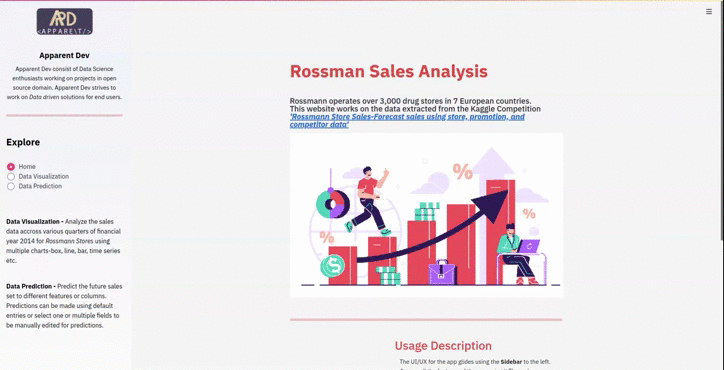 ARD
<APPARE\T/>
Apparent Dev
Apparent Dev consist of Data Science
enthusiasts working on projects in open
source domain. Apparent Dev strives to
work on Data driven solutions for end users.
Explore
Home
Data Visualization
Data Prediction
Data Visualization - Analyze the sales
data accross various quarters of financial
year 2014 for Rossmann Stores using
multiple charts-box, line, bar, time series
etc.
Data Prediction - Predict the future sales
set to different features or columns.
Predictions can be made using default
entries or select one or multiple fields to
be manually edited for predictions.
Rossman Sales Analysis
Rossmann operates over 3,000 drug stores in 7 European countries.
This website works on the data extracted from the Kaggle Competition
'Rossmann Store Sales-Forecast sales using store, promotion, and
competitor data'
%
%
%
$
Usage Description
The UI/UX for the app glides using the Sidebar to the left.